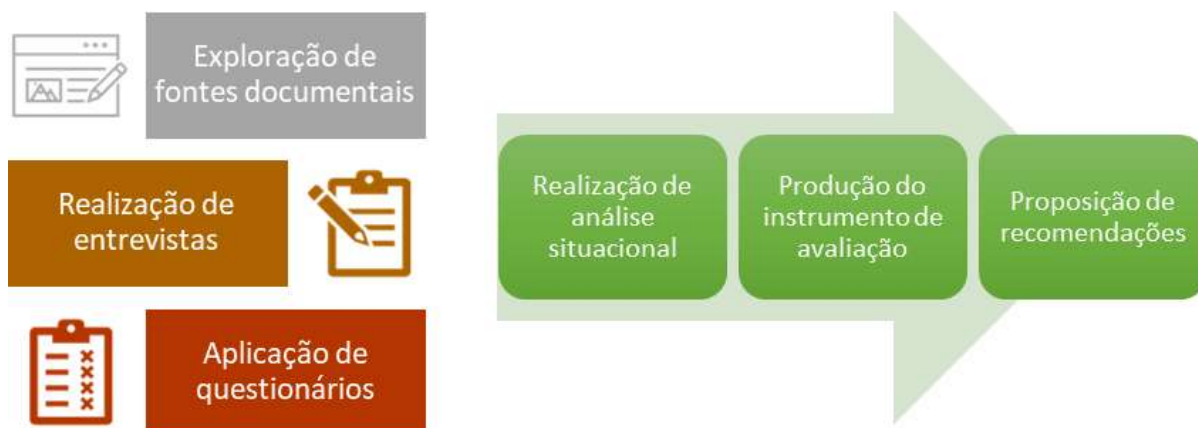 Exploração de
fontes documentais
Realização de
entrevistas
Aplicação de
questionários
Realização de
análise
situacional
Produção do
instrumento de
avaliação
Proposição de
recomendações